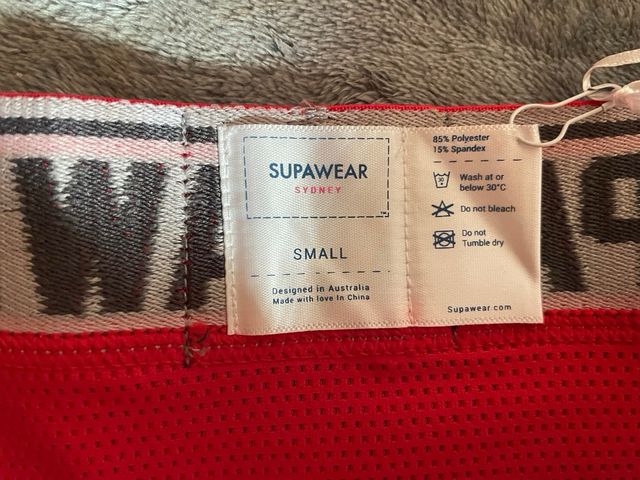 SUPAWEAR
SYDNEY
SMALL
Designed in Australia
Made with love In China
85% Polyester
15% Spandex
30
Wash at or
below 30°C
Do not bleach
Do not
Tumble dry
Supawear.com